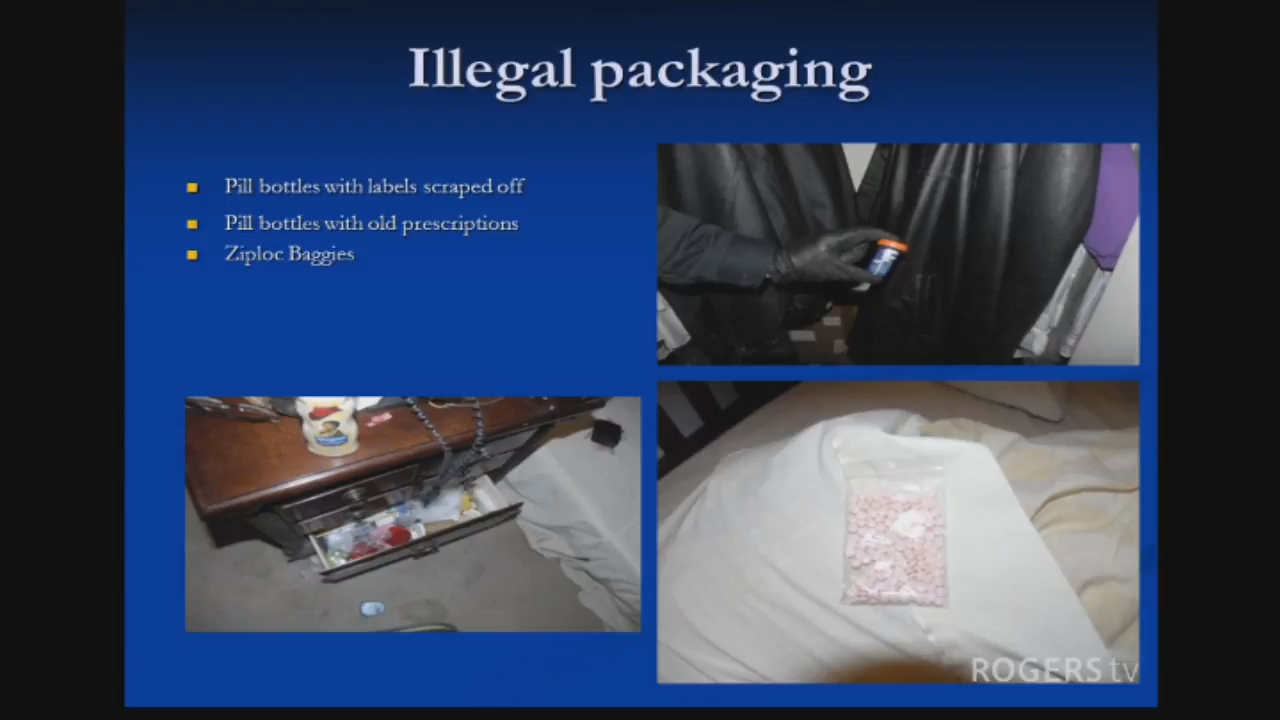 Illegal packaging
Pill bottles with labels scraped off
Pill bottles with old prescriptions
Ziploc Baggies
ROGERS tv